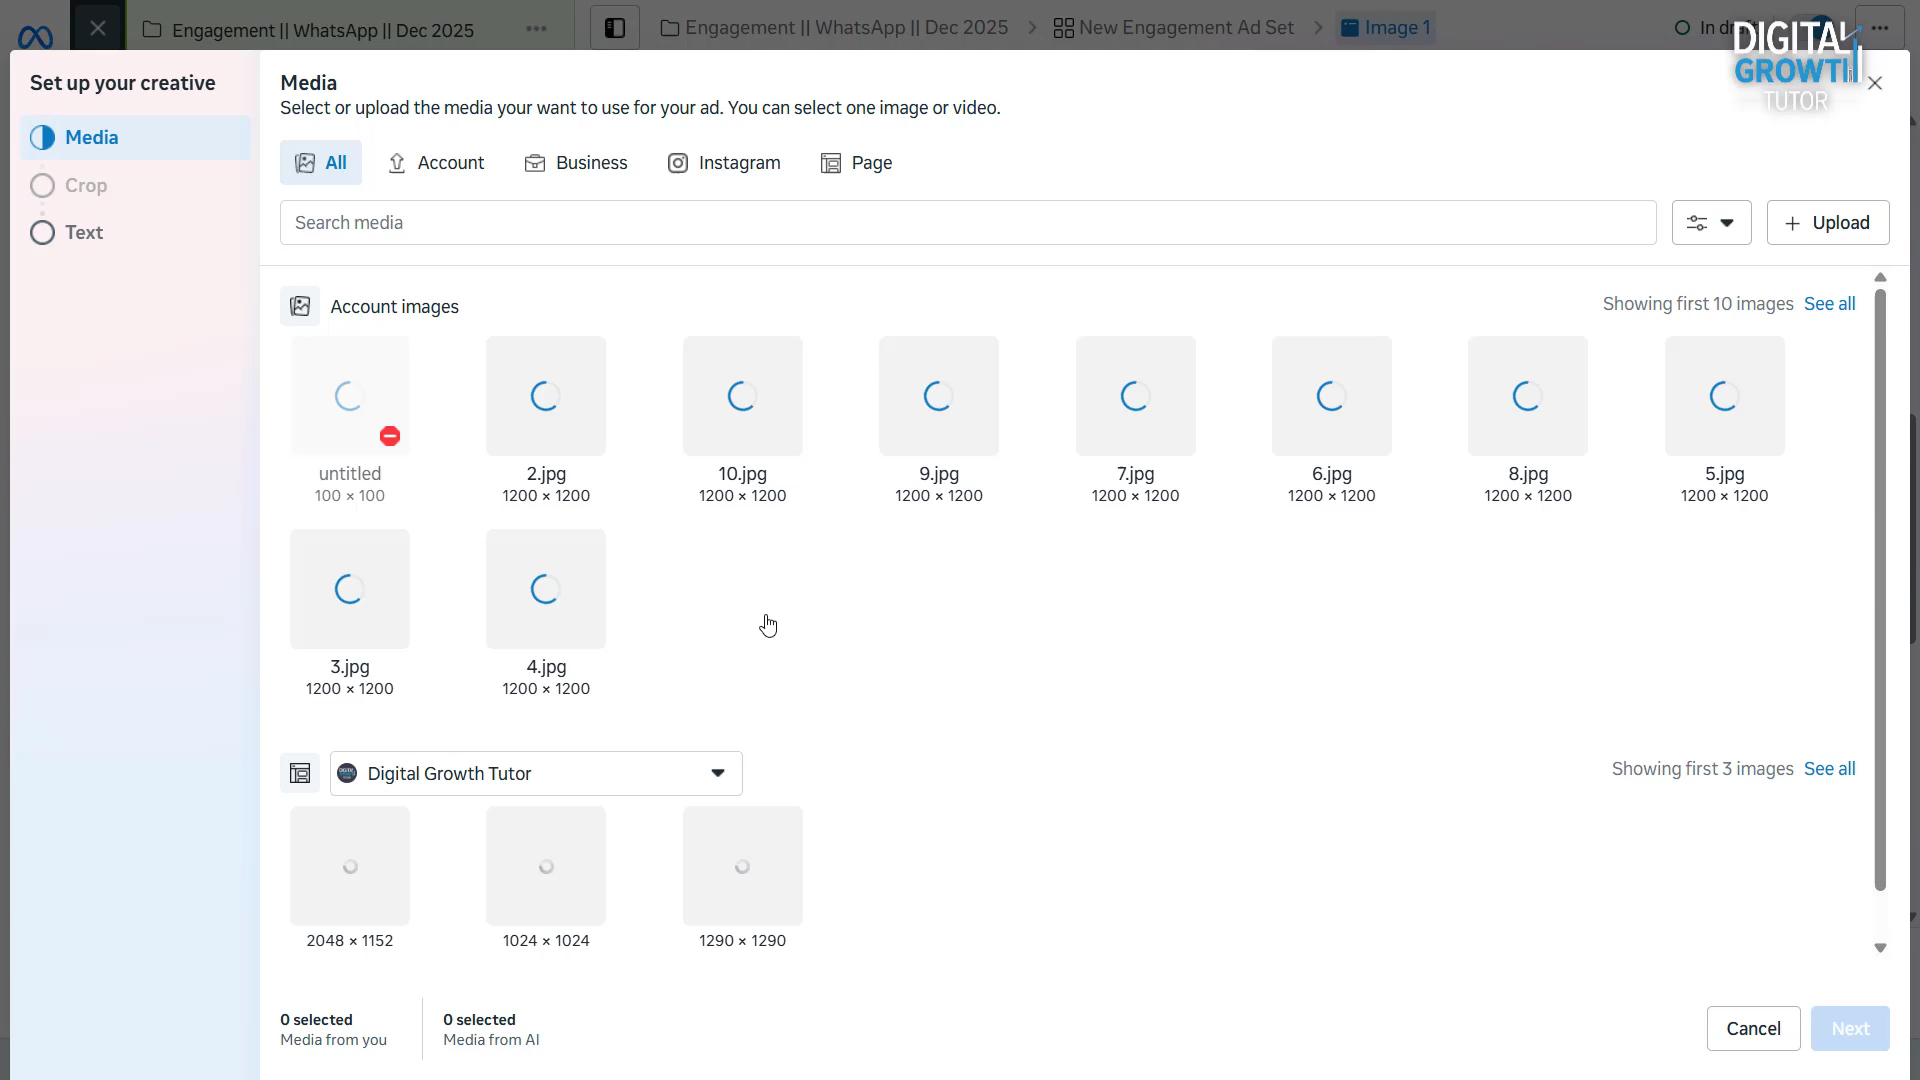 Engagement || WhatsApp || Dec 2025
Engagement || WhatsApp || Dec 2025
New Engagement Ad Set
Image 1
DIGITAL
GROWTH
TUTOR
Set up your creative
Media
Crop
Text
Media
Select or upload the media your want to use for your ad. You can select one image or video.
All
Account
Business
Instagram
Page
Search media
Upload
Account images
Showing first 10 images See all
untitled
100 × 100
2.jpg
1200 × 1200
10.jpg
1200 × 1200
9.jpg
1200 × 1200
7.jpg
1200 × 1200
6.jpg
1200 × 1200
8.jpg
1200 × 1200
5.jpg
1200 × 1200
3.jpg
1200 × 1200
4.jpg
1200 × 1200
Digital Growth Tutor
Showing first 3 images See all
2048 × 1152
1024 × 1024
1290 × 1290
0 selected
Media from you
0 selected
Media from AI
Cancel
Next